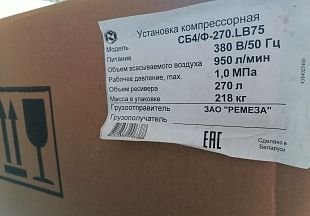 Установка компрессорная
Модель СБ4/Ф-270.LB75
Питание 380 В/50 Гц
Объем всасываемого воздуха 950 л/мин
Рабочее давление, max. 1,0 МПа
Объем ресивера 270 л
Масса в упаковке 218 кг
Грузоотправитель ЗАО "РЕМЕЗА"
Грузополучатель
EAC
Сделано в
Беларуси